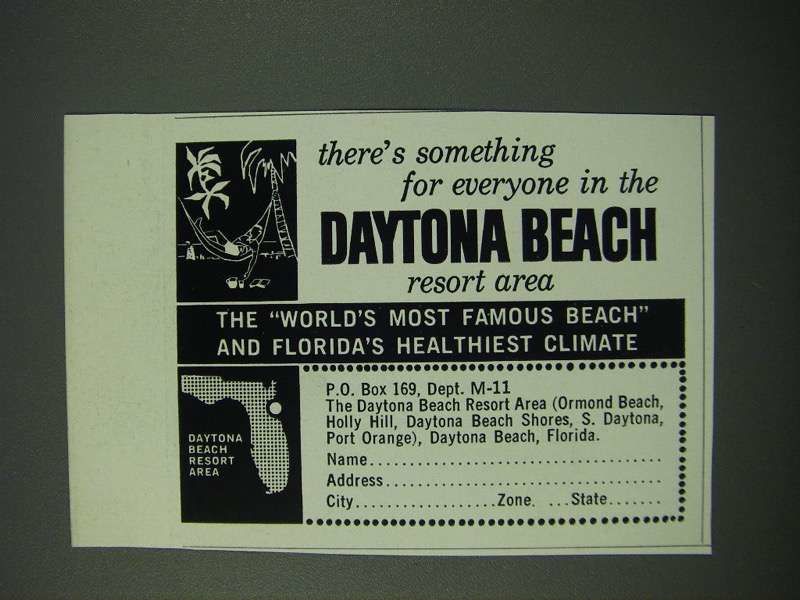 there's something
for everyone in the
DAYTONA BEACH
resort area
THE "WORLD'S MOST FAMOUS BEACH"
AND FLORIDA'S HEALTHIEST CLIMATE
DAYTONA
BEACH
RESORT
AREA
P.O. Box 169, Dept. M-11
The Daytona Beach Resort Area (Ormond Beach,
Holly Hill, Daytona Beach Shores, S. Daytona,
Port Orange), Daytona Beach, Florida.
Name......................................
Address....................................
City..................Zone. ...State.......